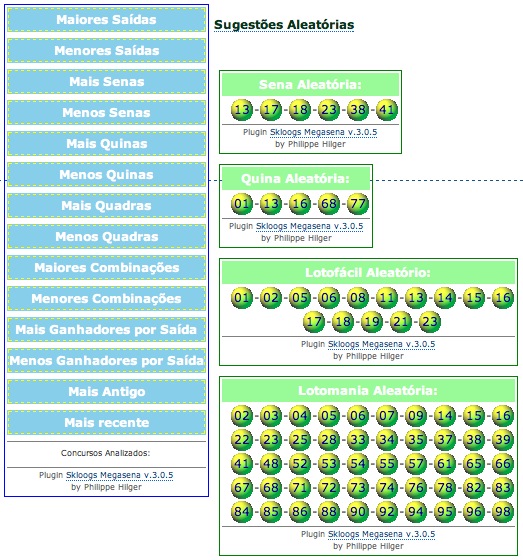 Maiores Saídas
Menores Saídas
Mais Senas
Menos Senas
Mais Quinas
Menos Quinas
Mais Quadras
Menos Quadras
Maiores Combinações
Menores Combinações
Mais Ganhadores por Saída
Menos Ganhadores por Saída
Mais Antigo
Mais recente
Concursos Analizados:
Plugin Skloogs Megasena v.3.0.5
by Philippe Hilger
Sugestões Aleatórias
Sena Aleatória:
13-17-18-23-38-41
Plugin Skloogs Megasena v.3.0.5
by Philippe Hilger
Quina Aleatória:
01-13-16-68-77
Plugin Skloogs Megasena v.3.0.5
by Philippe Hilger
Lotofácil Aleatório:
01-02-05-06-08-11-13-14-15-16
17-18-19-21-23
Plugin Skloogs Megasena v.3.0.5
by Philippe Hilger
Lotomania Aleatória:
02-03-04-05-06-07-09-14-15-16
22-23-25-28-33-34-35-37-38-39
41-48-52-53-54-55-57-61-65-66
67-68-71-72-73-74-76-78-82-83
84-85-86-88-90-92-94-95-96-98
Plugin Skloogs Megasena v.3.0.5
by Philippe Hilger